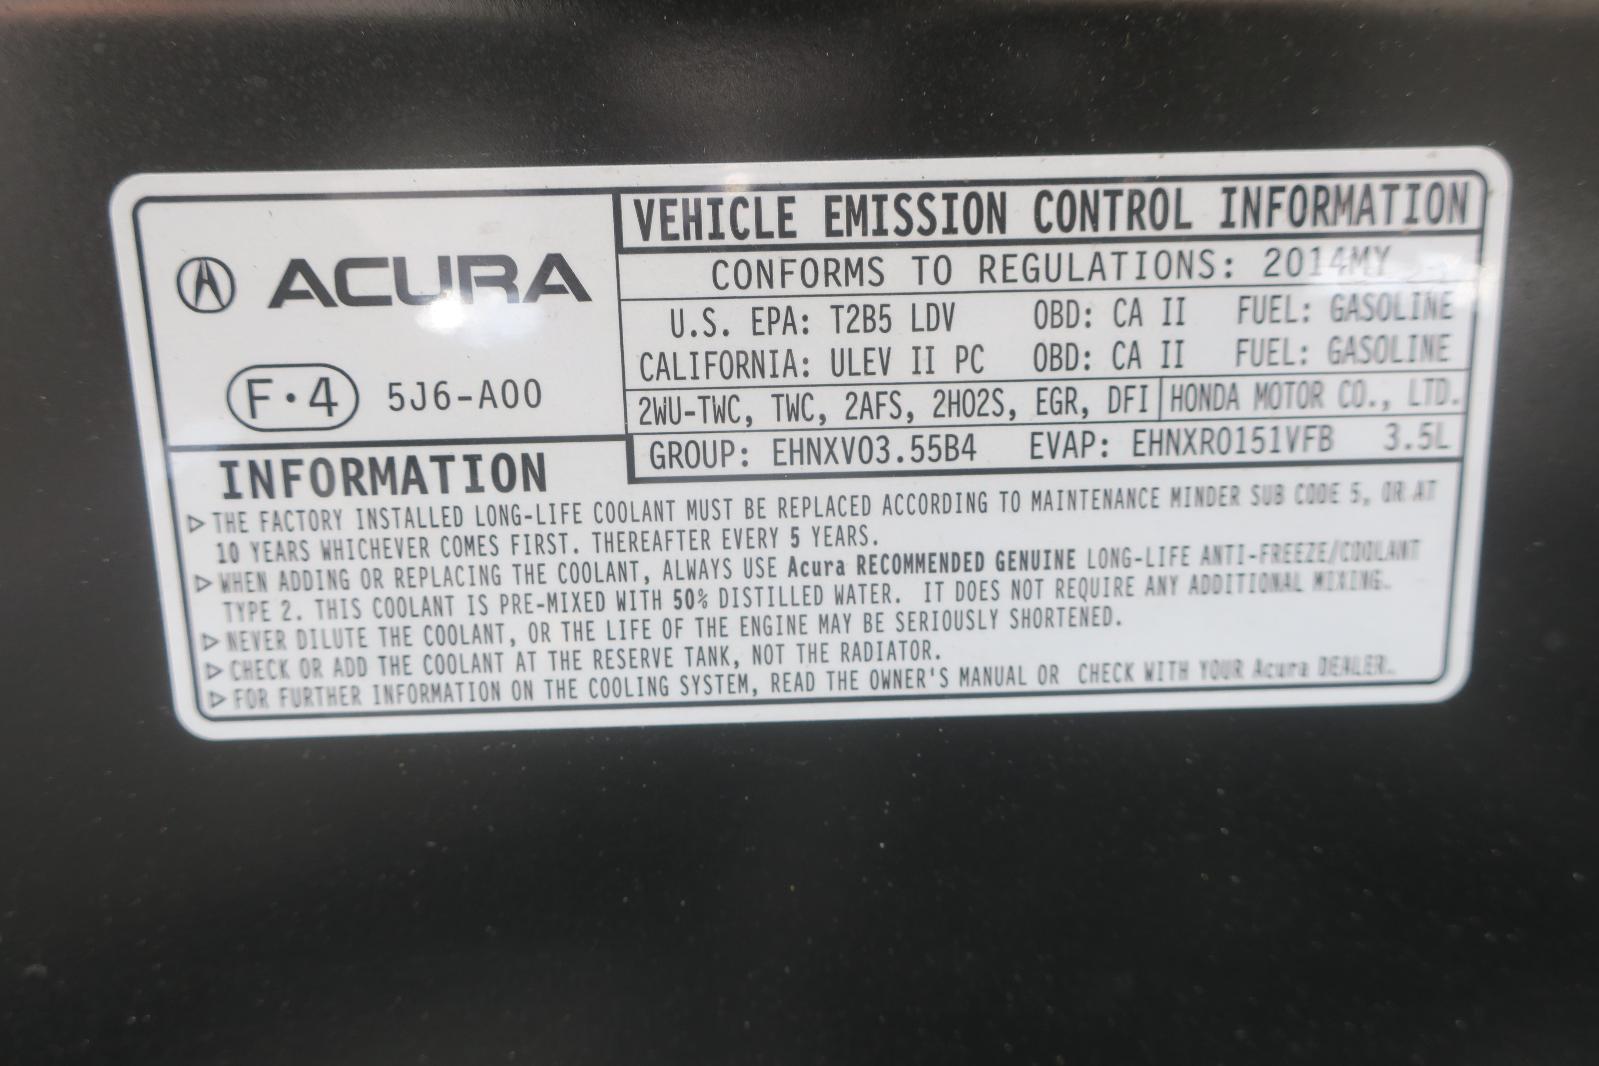 ACURA
F•4 5J6-A00
VEHICLE EMISSION CONTROL INFORMATION
CONFORMS TO REGULATIONS: 2014MY
U.S. EPA: T2B5 LDV OBD: CA II FUEL: GASOLINE
CALIFORNIA: ULEV II PC OBD: CA II FUEL: GASOLINE
2WU-TWC, TWC, 2AFS, 2HO2S, EGR, DFI HONDA MOTOR CO., LTD.
GROUP: EHNXV03.55B4 EVAP: EHNXR0151VFB 3.5L
INFORMATION
▷ THE FACTORY INSTALLED LONG-LIFE COOLANT MUST BE REPLACED ACCORDING TO MAINTENANCE MINDER SUB CODE 5, OR AT
10 YEARS WHICHEVER COMES FIRST. THEREAFTER EVERY 5 YEARS.
▷ WHEN ADDING OR REPLACING THE COOLANT, ALWAYS USE Acura RECOMMENDED GENUINE LONG-LIFE ANTI-FREEZE/COOLANT
TYPE 2. THIS COOLANT IS PRE-MIXED WITH 50% DISTILLED WATER. IT DOES NOT REQUIRE ANY ADDITIONAL MIXING.
▷ NEVER DILUTE THE COOLANT, OR THE LIFE OF THE ENGINE MAY BE SERIOUSLY SHORTENED.
▷ CHECK OR ADD THE COOLANT AT THE RESERVE TANK, NOT THE RADIATOR.
▷ FOR FURTHER INFORMATION ON THE COOLING SYSTEM, READ THE OWNER'S MANUAL OR CHECK WITH YOUR Acura DEALER.